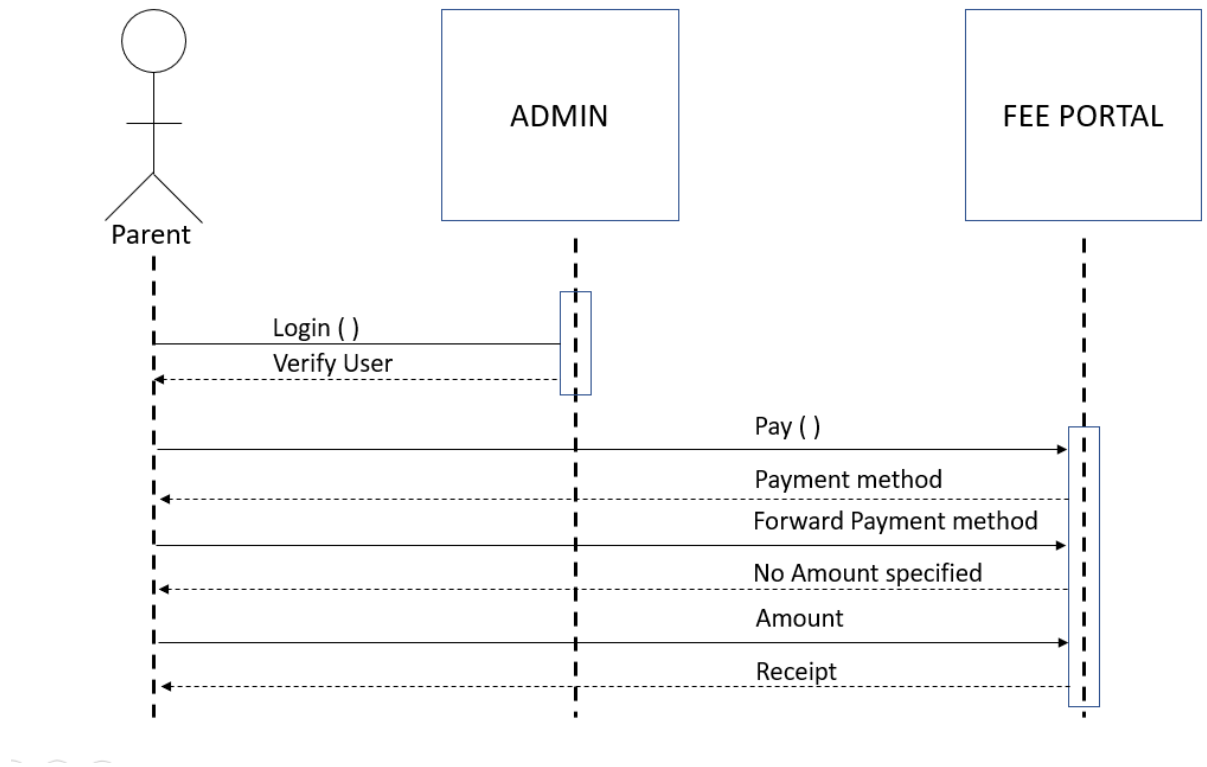 ADMIN
FEE PORTAL
Parent
Login ( )
Verify User
Pay ( )
Payment method
Forward Payment method
No Amount specified
Amount
Receipt